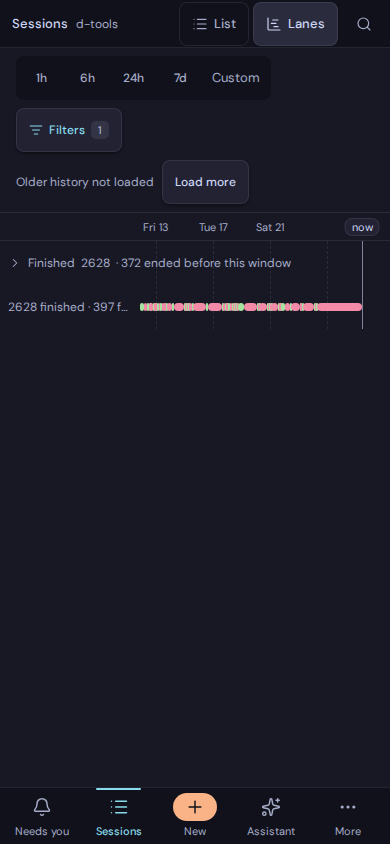 Sessions d-tools List Lanes
1h 6h 24h 7d Custom
Filters 1
Older history not loaded Load more
Fri 13 Tue 17 Sat 21 now
Finished 2628 · 372 ended before this window
2628 finished · 397 f...
Needs you Sessions New Assistant More